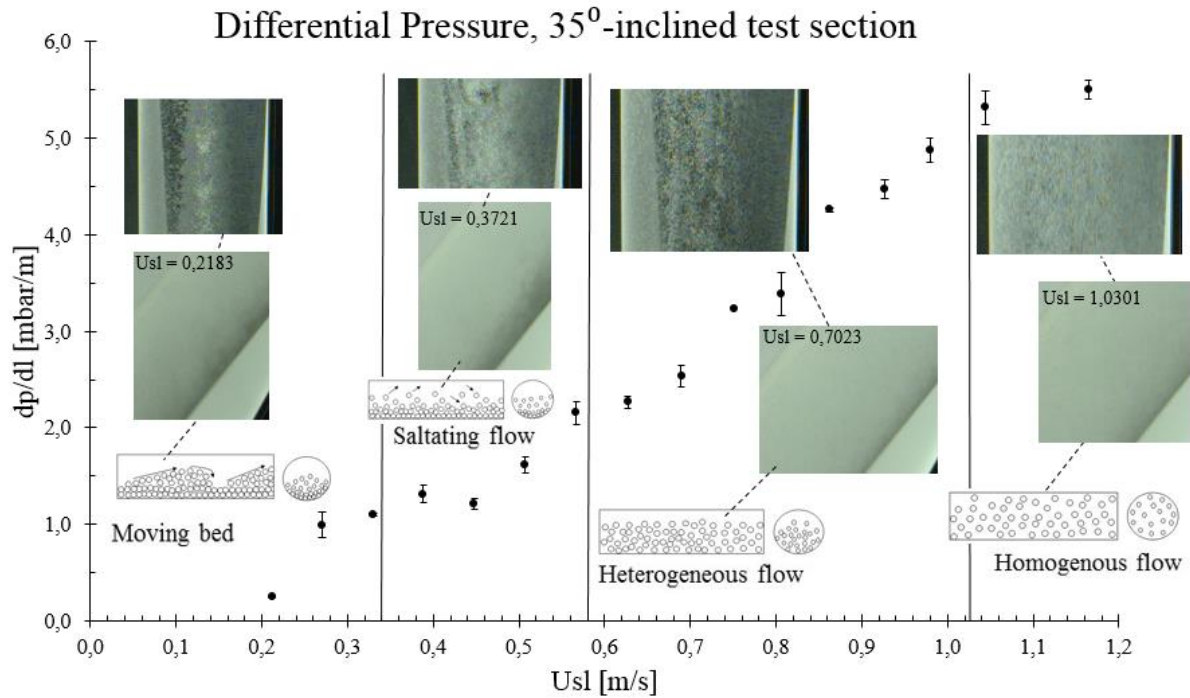 Differential Pressure, 35⁰-inclined test section
dp/dl [mbar/m]
6,0
5,0
4,0
3,0
2,0
1,0
0,0
Usl = 0,2183
Moving bed
Usl = 0,3721
Saltating flow
Usl = 0,7023
Heterogeneous flow
Usl = 1,0301
Homogenous flow
0,0 0,1 0,2 0,3 0,4 0,5 0,6 0,7 0,8 0,9 1,0 1,1 1,2
Usl [m/s]